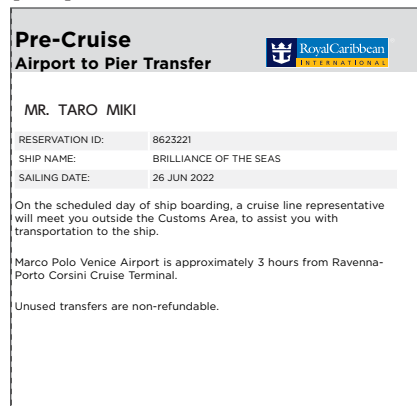 Pre-Cruise
Airport to Pier Transfer
RoyalCaribbean
INTERNATIONAL
MR. TARO MIKI
RESERVATION ID: 8623221
SHIP NAME: BRILLIANCE OF THE SEAS
SAILING DATE: 26 JUN 2022
On the scheduled day of ship boarding, a cruise line representative
will meet you outside the Customs Area, to assist you with
transportation to the ship.
Marco Polo Venice Airport is approximately 3 hours from Ravenna-
Porto Corsini Cruise Terminal.
Unused transfers are non-refundable.